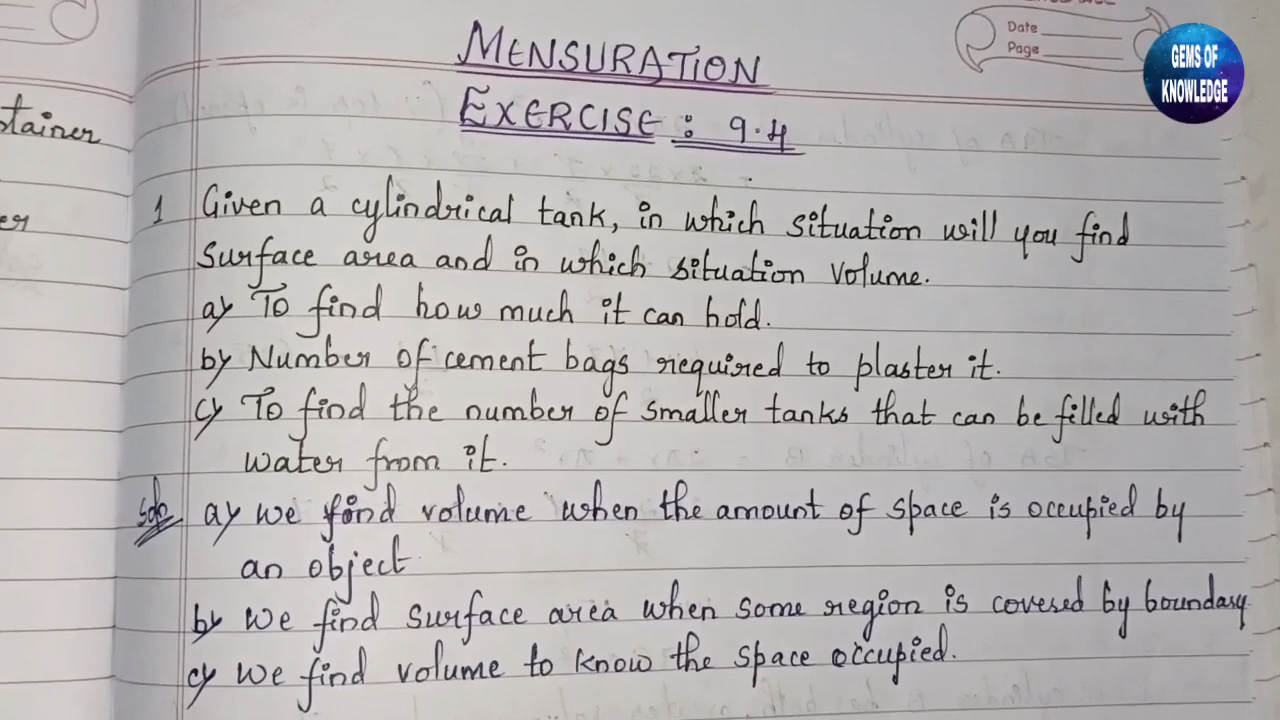 Date
Page
GEMS OF
KNOWLEDGE
MENSURATION
EXERCISE : 9.4
tainer
er
1 Given a cylindrical tank, in which situation will you find
surface area and in which situation volume.
a) To find how much it can hold.
b) Number of cement bags required to plaster it.
c) To find the number of smaller tanks that can be filled with
water from it.
Soln a) we find volume when the amount of space is occupied by
an object.
b) we find surface area when some region is covered by boundary
c) we find volume to know the space occupied.